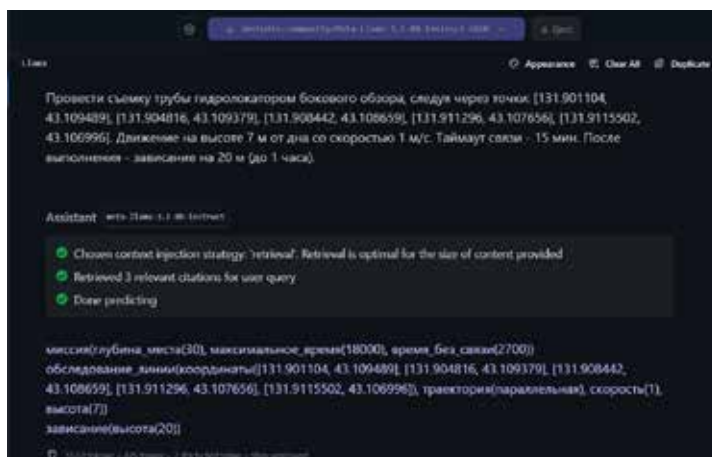 Appearance Clear All Duplicate
Провести съемку трубы гидролокатором бокового обзора, следуя через точки: [131.901104,
43.109489], [131.904816, 43.109379], [131.908442, 43.108659], [131.911296, 43.107656], [131.9115502,
43.106996]. Движение на высоте 7 м от дна со скоростью 1 м/с. Таймаут связи - 15 мин. После
выполнения - зависание на 20 м (до 1 часа).
Assistant
Chosen context injection strategy: 'retrieval'. Retrieval is optimal for the size of content provided
Retrieved 3 relevant citations for user query
Done predicting
миссия(глубина_места(30), максимальное_время(18000), время_без_связи(2700))
обследование_линии(координаты([131.901104, 43.109489], [131.904816, 43.109379], [131.908442,
43.108659], [131.911296, 43.107656], [131.9115502, 43.106996]), траектория(параллельная), скорость(1),
высота(7))
зависание(высота(20))